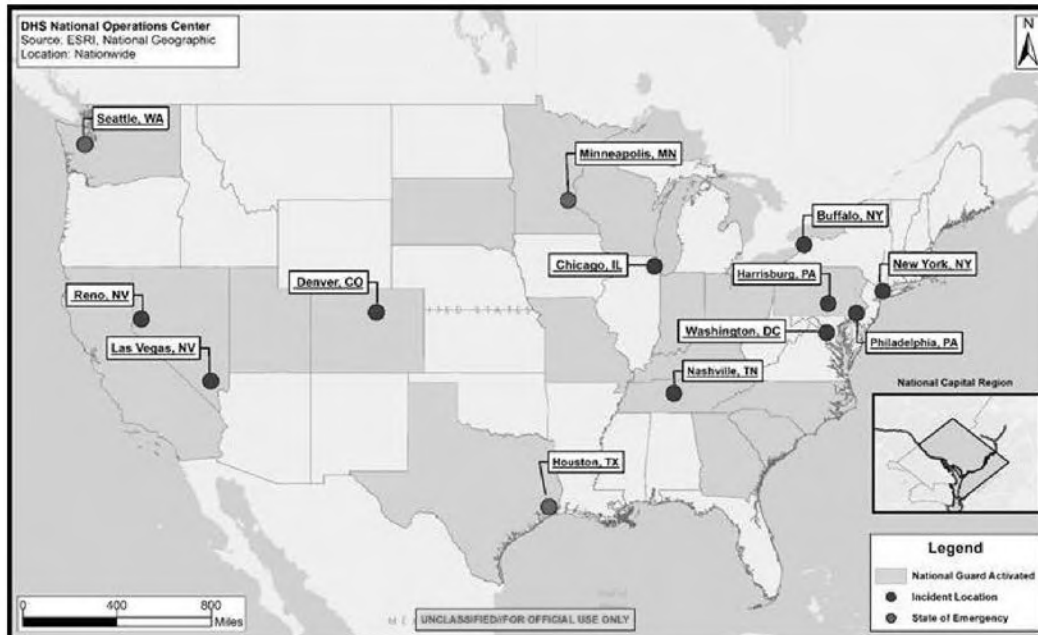 DHS National Operations Center
Source: ESRI, National Geographic
Location: Nationwide
N
Seattle, WA
Minneapolis, MN
Buffalo, NY
Chicago, IL
Harrisburg, PA
New York, NY
Denver, CO
Reno, NV
UNITED STATES
Washington, DC
Philadelphia, PA
Las Vegas, NV
Nashville, TN
National Capital Region
Houston, TX
Legend
National Guard Activated
Incident Location
State of Emergency
0 400 800
Miles
UNCLASSIFIED//FOR OFFICIAL USE ONLY